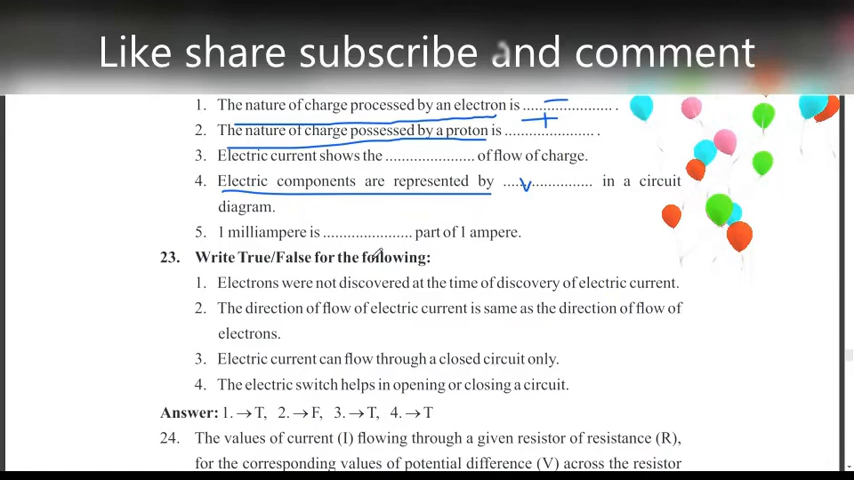 Like share subscribe and comment
1. The nature of charge processed by an electron is .................... . –
2. The nature of charge possessed by a proton is ...................... . +
3. Electric current shows the ...................... of flow of charge.
4. Electric components are represented by ....v............... in a circuit
diagram.
5. 1 milliampere is ...................... part of 1 ampere.
23. Write True/False for the following:
1. Electrons were not discovered at the time of discovery of electric current.
2. The direction of flow of electric current is same as the direction of flow of
electrons.
3. Electric current can flow through a closed circuit only.
4. The electric switch helps in opening or closing a circuit.
Answer: 1. → T, 2. → F, 3. → T, 4. → T
24. The values of current (I) flowing through a given resistor of resistance (R),
for the corresponding values of potential difference (V) across the resistor